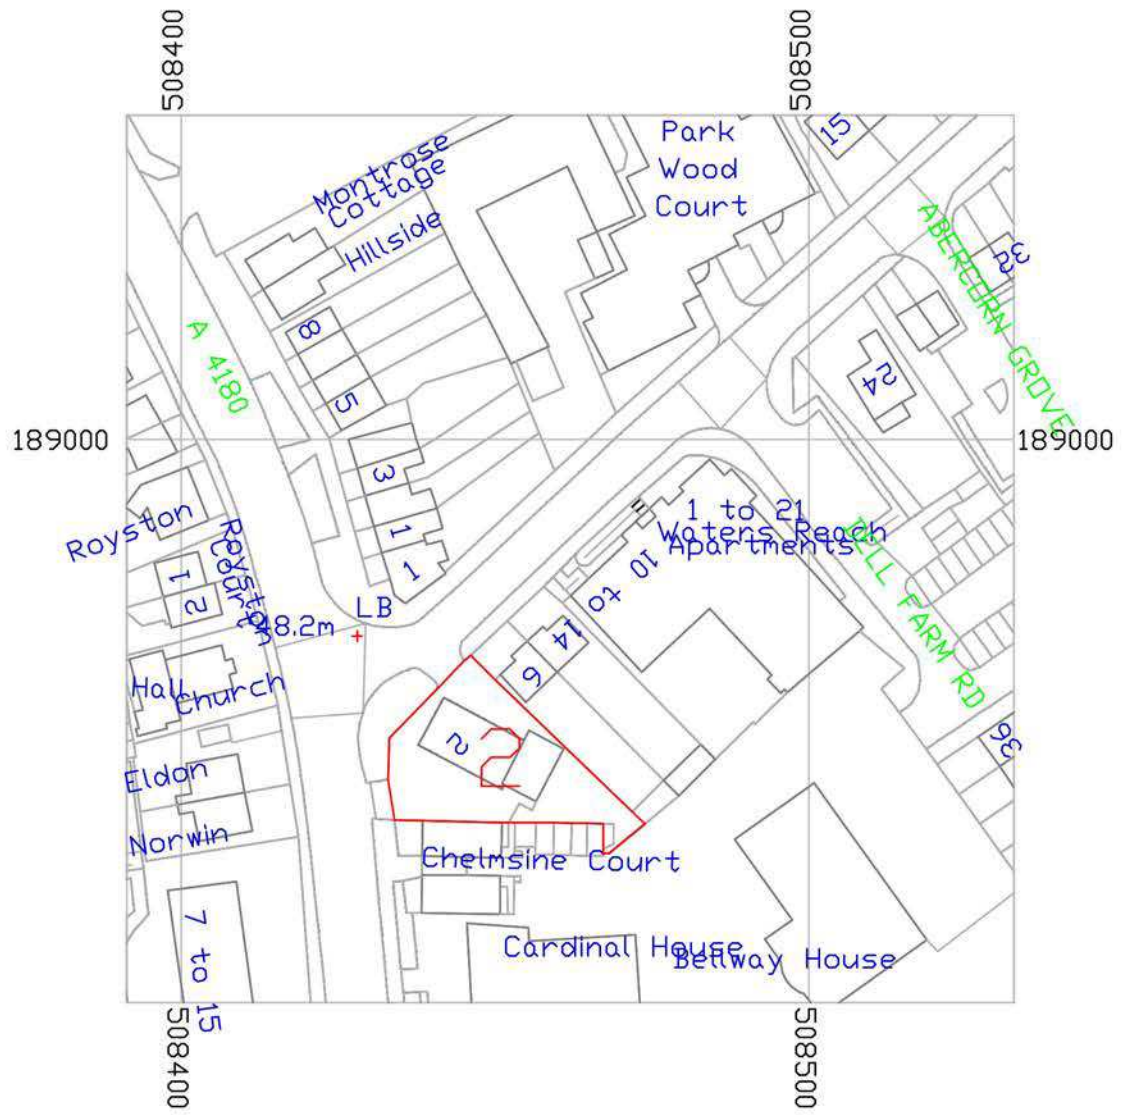 508400
508500
Park
Wood
Court
15
Montrose
Cottage
Hillside
ABERCORN GROVE
32
8
A 4180
5
24
189000
189000
3
1
1
Royston
Royston
Court
1 to 21
Waters Reach
Apartments
10 to 14
DELL FARM RD
1
2
48.2m
LB
6
Hall
Church
2
2
36
Eldon
Norwin
Chelmsine Court
7 to 15
Cardinal House
Bellway House
508400
508500